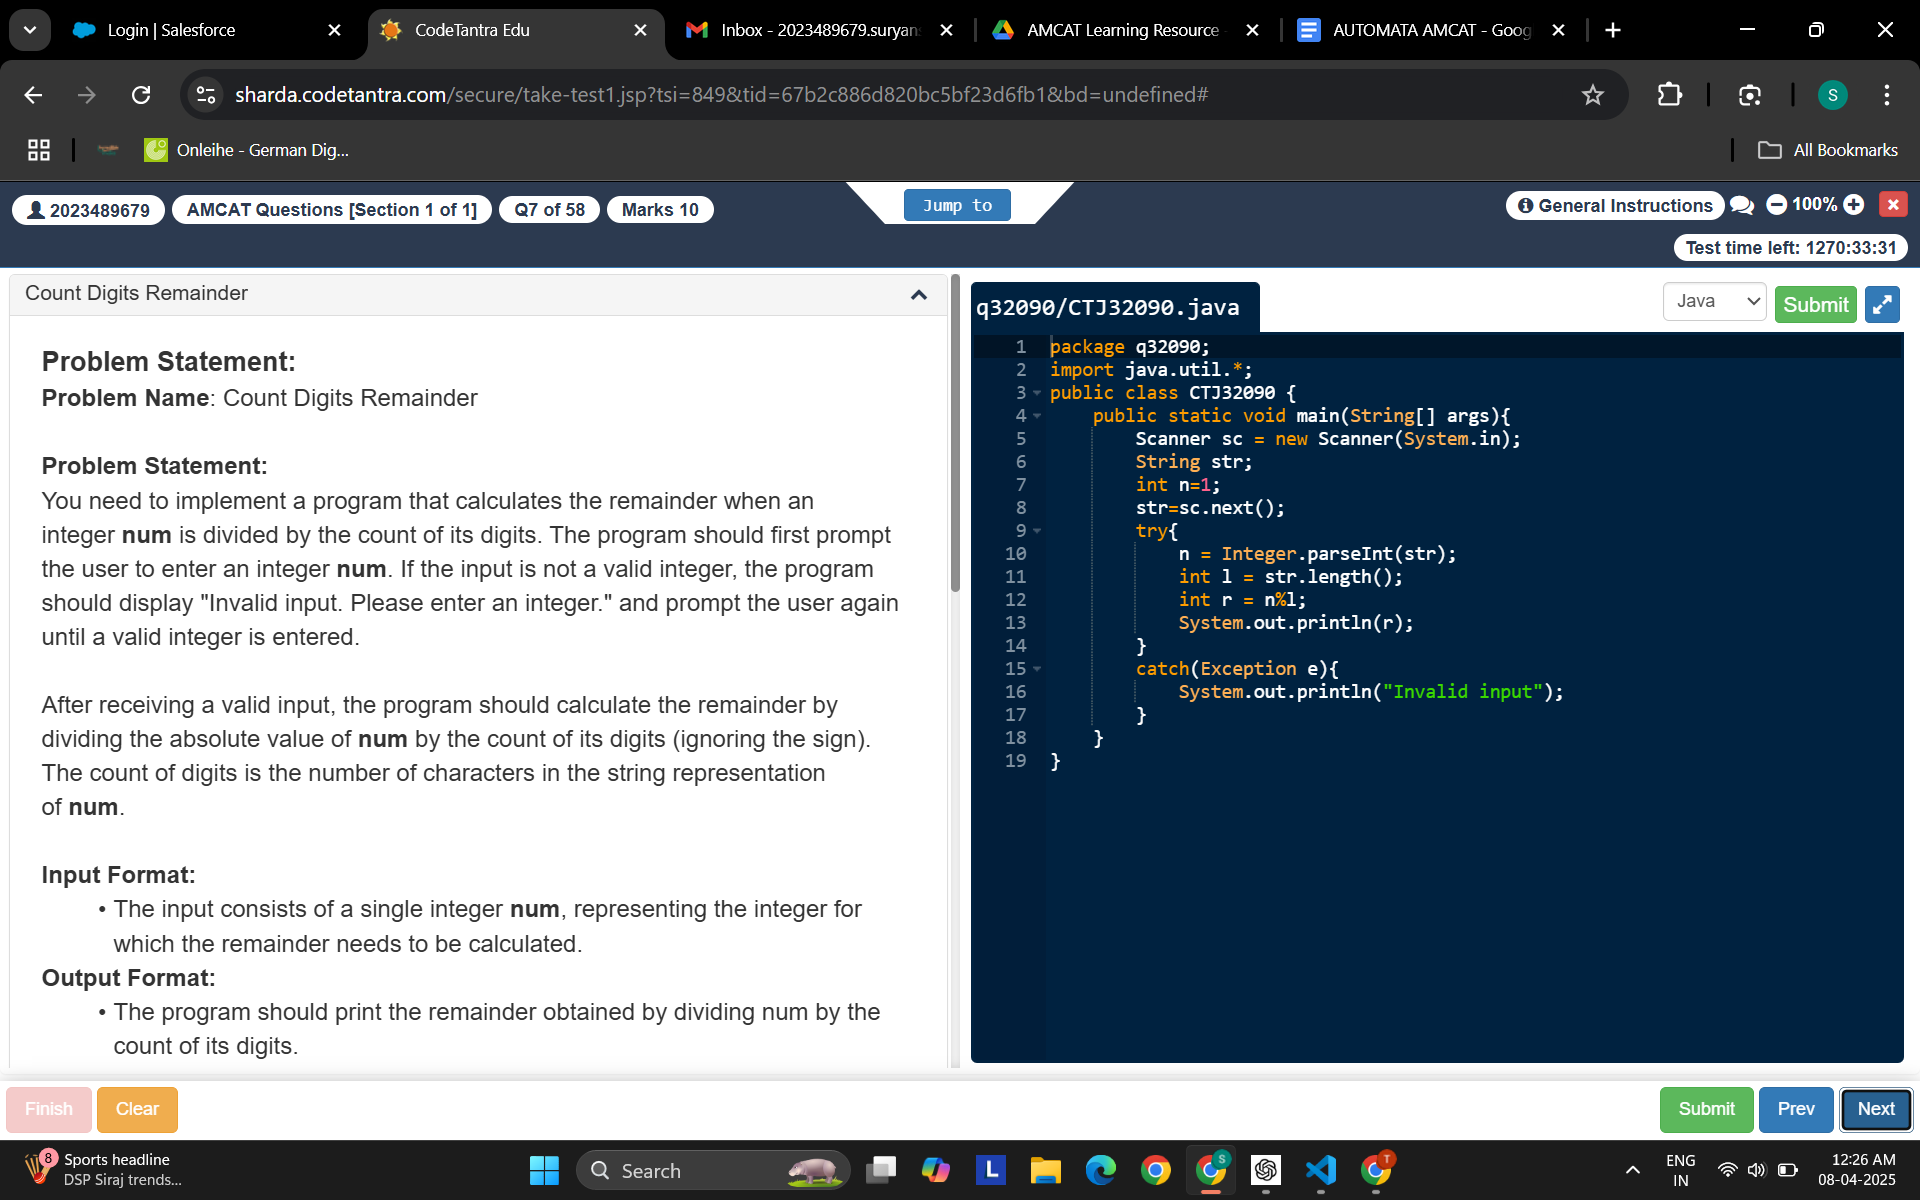 Login | Salesforce
CodeTantra Edu
Inbox - 2023489679.suryan
AMCAT Learning Resource
AUTOMATA AMCAT - Goog
sharda.codetantra.com/secure/take-test1.jsp?tsi=849&tid=67b2c886d820bc5bf23d6fb1&bd=undefined#
S
Onleihe - German Dig...
All Bookmarks
2023489679
AMCAT Questions [Section 1 of 1]
Q7 of 58
Marks 10
Jump to
General Instructions
100%
Test time left: 1270:33:31
Count Digits Remainder
Problem Statement:
Problem Name: Count Digits Remainder
Problem Statement:
You need to implement a program that calculates the remainder when an
integer num is divided by the count of its digits. The program should first prompt
the user to enter an integer num. If the input is not a valid integer, the program
should display "Invalid input. Please enter an integer." and prompt the user again
until a valid integer is entered.
After receiving a valid input, the program should calculate the remainder by
dividing the absolute value of num by the count of its digits (ignoring the sign).
The count of digits is the number of characters in the string representation
of num.
Input Format:
• The input consists of a single integer num, representing the integer for
which the remainder needs to be calculated.
Output Format:
• The program should print the remainder obtained by dividing num by the
count of its digits.
q32090/CTJ32090.java
Java
Submit
1 package q32090;
2 import java.util.*;
3 public class CTJ32090 {
4 public static void main(String[] args){
5 Scanner sc = new Scanner(System.in);
6 String str;
7 int n=1;
8 str=sc.next();
9 try{
10 n = Integer.parseInt(str);
11 int l = str.length();
12 int r = n%l;
13 System.out.println(r);
14 }
15 catch(Exception e){
16 System.out.println("Invalid input");
17 }
18 }
19 }
Finish
Clear
Submit
Prev
Next
8
Sports headline
DSP Siraj trends...
Search
L
S
T
ENG
IN
12:26 AM
08-04-2025